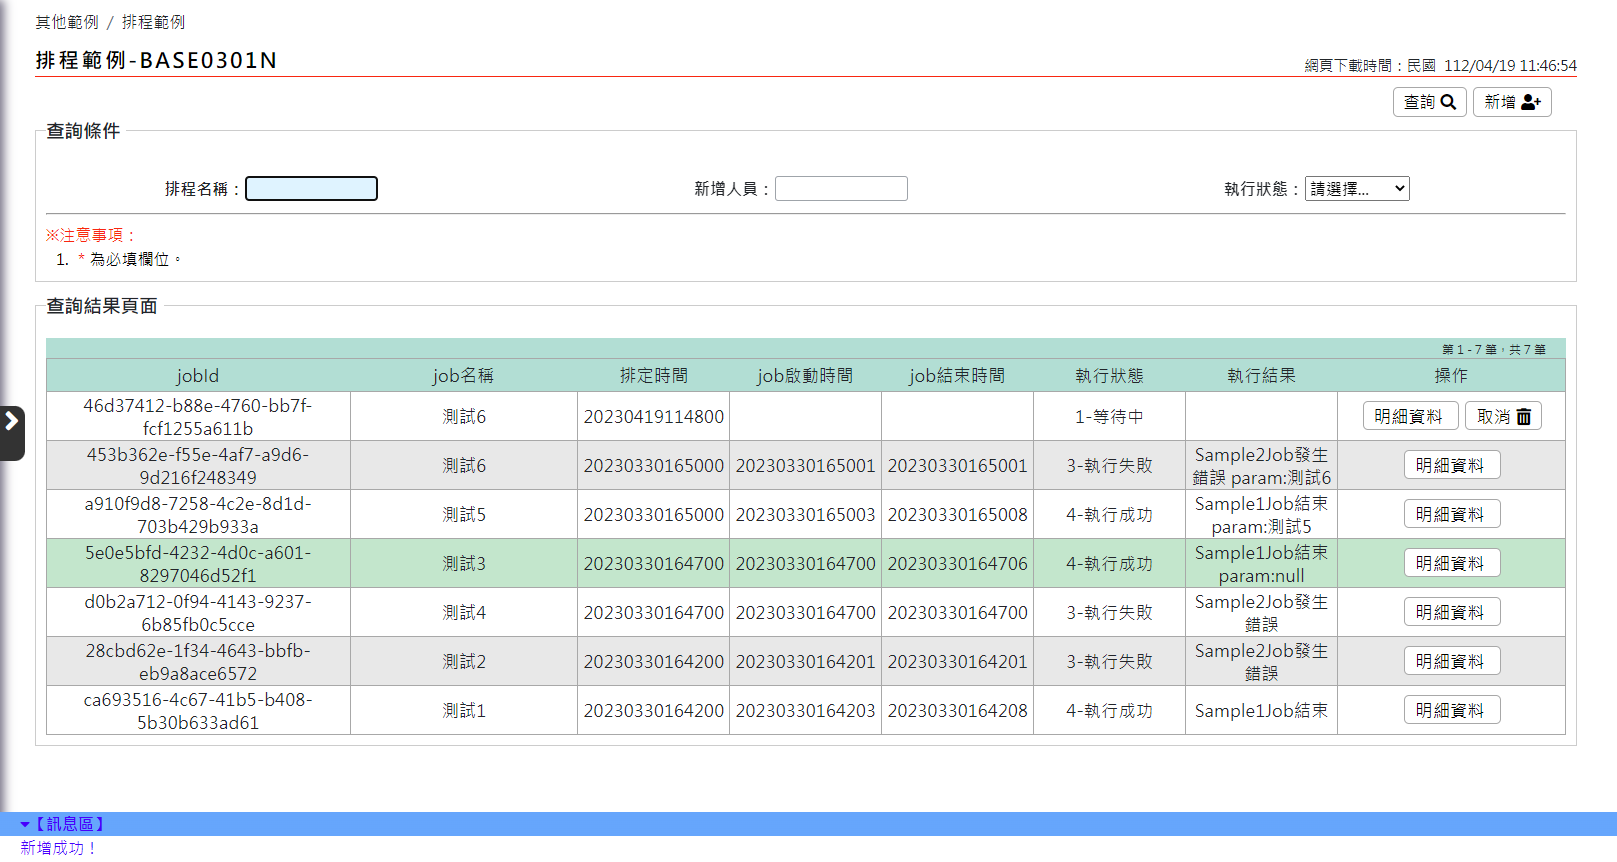 其他範例 / 排程範例
排程範例-BASE0301N
網頁下載時間：民國 112/04/19 11:46:54
查詢 新增
查詢條件
排程名稱： 新增人員： 執行狀態： 請選擇...
※注意事項：
1. * 為必填欄位。
查詢結果頁面
第 1 - 7 筆，共 7 筆
jobId job名稱 排定時間 job啟動時間 job結束時間 執行狀態 執行結果 操作
46d37412-b88e-4760-bb7f-
fcf1255a611b 測試6 20230419114800 1-等待中 明細資料 取消
453b362e-f55e-4af7-a9d6-
9d216f248349 測試6 20230330165000 20230330165001 20230330165001 3-執行失敗 Sample2Job發生
錯誤 param:測試6 明細資料
a910f9d8-7258-4c2e-8d1d-
703b429b933a 測試5 20230330165000 20230330165003 20230330165008 4-執行成功 Sample1Job結束
param:測試5 明細資料
5e0e5bfd-4232-4d0c-a601-
8297046d52f1 測試3 20230330164700 20230330164700 20230330164706 4-執行成功 Sample1Job結束
param:null 明細資料
d0b2a712-0f94-4143-9237-
6b85fb0c5cce 測試4 20230330164700 20230330164700 20230330164700 3-執行失敗 Sample2Job發生
錯誤 明細資料
28cbd62e-1f34-4643-bbfb-
eb9a8ace6572 測試2 20230330164200 20230330164201 20230330164201 3-執行失敗 Sample2Job發生
錯誤 明細資料
ca693516-4c67-41b5-b408-
5b30b633ad61 測試1 20230330164200 20230330164203 20230330164208 4-執行成功 Sample1Job結束 明細資料
【訊息區】
新增成功！